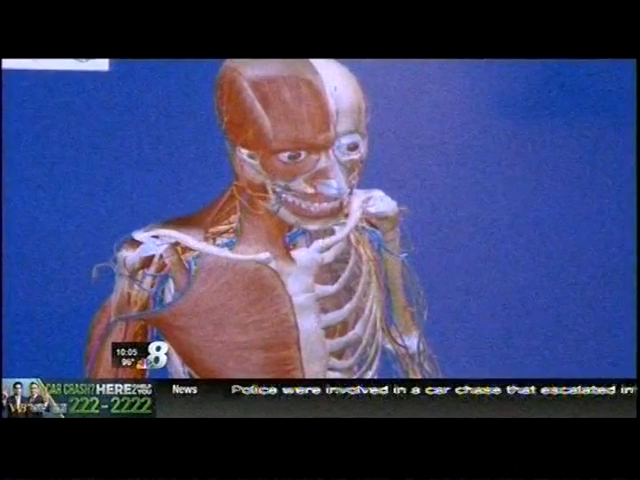 10:05
96°
8
CAR CRASH? HERE
222-2222
News
Police were involved in a car chase that escalated in